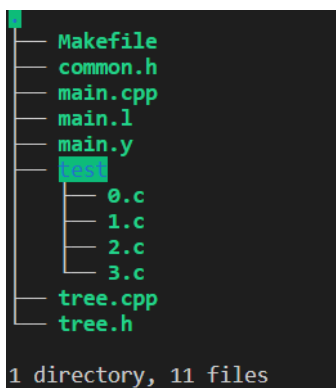 .
├── Makefile
├── common.h
├── main.cpp
├── main.l
├── main.y
├── test
│   ├── 0.c
│   ├── 1.c
│   ├── 2.c
│   └── 3.c
├── tree.cpp
└── tree.h
1 directory, 11 files